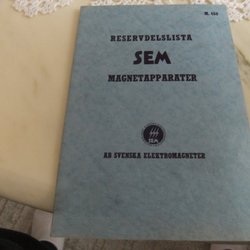 RESERVDELSLISTA
SEM
MAGNETAPPARATER
SEM
AB SVENSKA ELEKTROMAGNETER